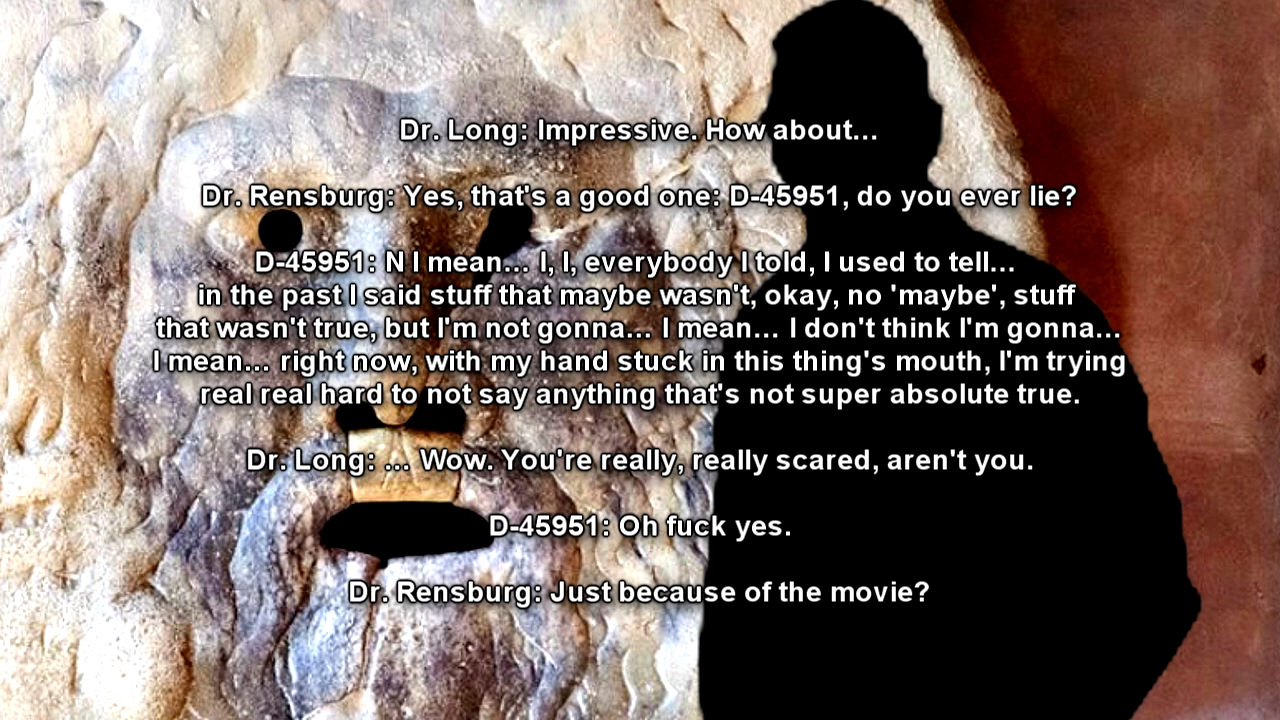 Dr. Long: Impressive. How about...
Dr. Rensburg: Yes, that's a good one: D-45951, do you ever lie?
D-45951: N I mean... I, I, everybody I told, I used to tell...
in the past I said stuff that maybe wasn't, okay, no 'maybe', stuff
that wasn't true, but I'm not gonna... I mean... I don't think I'm gonna...
I mean... right now, with my hand stuck in this thing's mouth, I'm trying
real real hard to not say anything that's not super absolute true.
Dr. Long: ... Wow. You're really, really scared, aren't you.
D-45951: Oh fuck yes.
Dr. Rensburg: Just because of the movie?